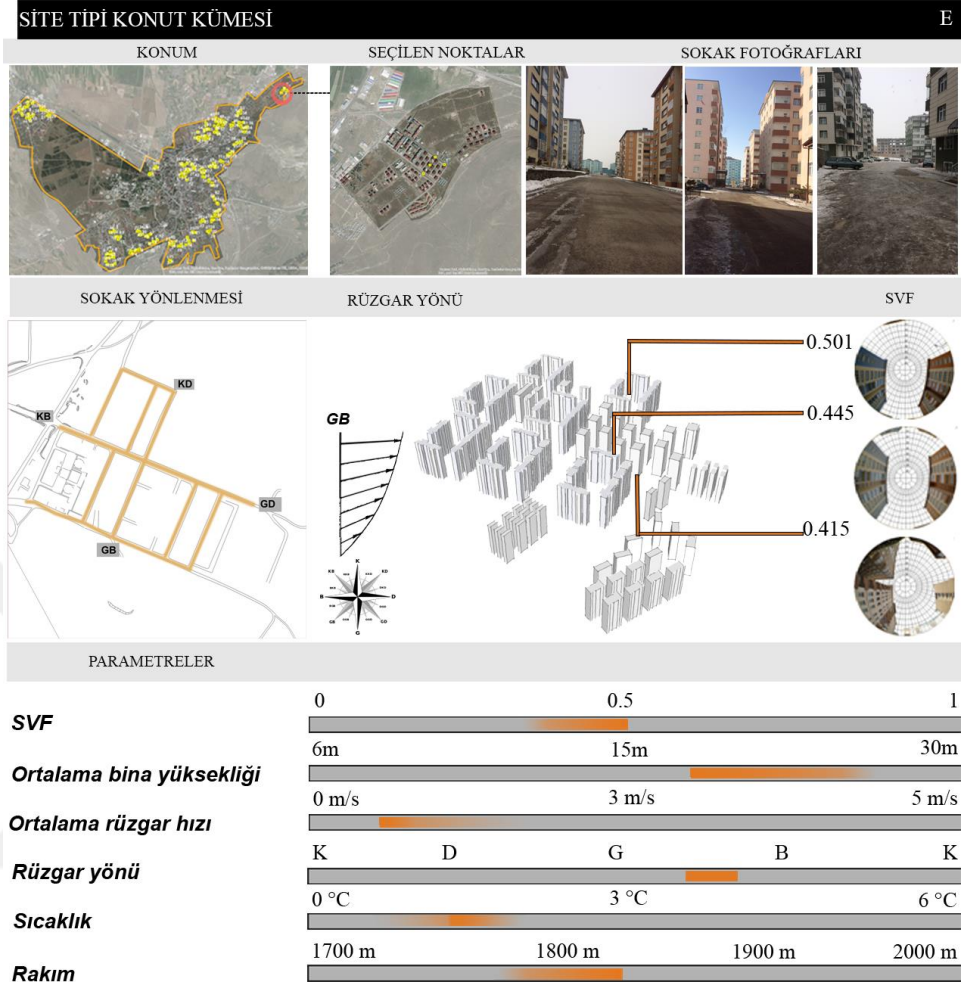 SİTE TİPİ KONUT KÜMESİ E
KONUM SEÇİLEN NOKTALAR SOKAK FOTOĞRAFLARI
SOKAK YÖNLENMESİ RÜZGAR YÖNÜ SVF
KD
KB
GD
GB
GB
K
KB KD
B D
GB GD
G
0.501
0.445
0.415
PARAMETRELER
0 0.5 1
SVF
6m 15m 30m
Ortalama bina yüksekliği
0 m/s 3 m/s 5 m/s
Ortalama rüzgar hızı
K D G B K
Rüzgar yönü
0 °C 3 °C 6 °C
Sıcaklık
1700 m 1800 m 1900 m 2000 m
Rakım